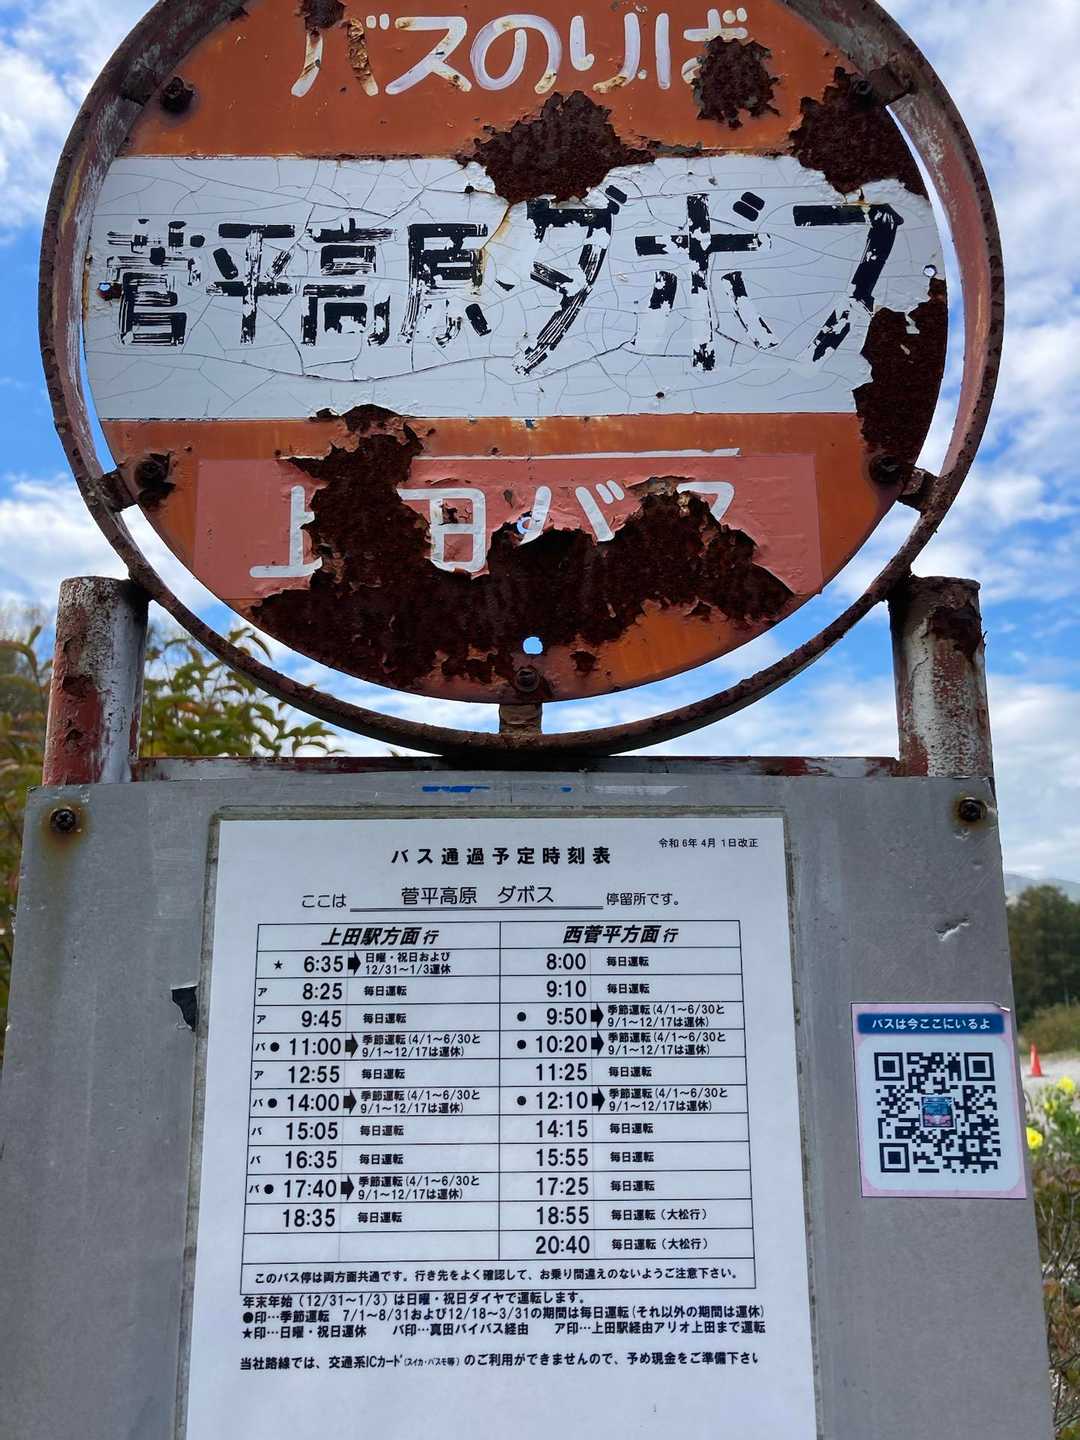 バスのりば
菅平高原ダボス
上田バス
令和6年4月1日改正
バス通過予定時刻表
ここは 菅平高原 ダボス 停留所です。
上田駅方面行 西菅平方面行
★ 6:35 ➡ 日曜・祝日および 12/31～1/3運休 8:00 毎日運転
ア 8:25 毎日運転 9:10 毎日運転
ア 9:45 毎日運転 ● 9:50 ➡ 季節運転(4/1～6/30と 9/1～12/17は運休)
バ ● 11:00 ➡ 季節運転(4/1～6/30と 9/1～12/17は運休) ● 10:20 ➡ 季節運転(4/1～6/30と 9/1～12/17は運休)
ア 12:55 毎日運転 11:25 毎日運転
バ ● 14:00 ➡ 季節運転(4/1～6/30と 9/1～12/17は運休) ● 12:10 ➡ 季節運転(4/1～6/30と 9/1～12/17は運休)
バ 15:05 毎日運転 14:15 毎日運転
バ 16:35 毎日運転 15:55 毎日運転
バ ● 17:40 ➡ 季節運転(4/1～6/30と 9/1～12/17は運休) 17:25 毎日運転
18:35 毎日運転 18:55 毎日運転（大松行）
20:40 毎日運転（大松行）
このバス停は両方面共通です。行き先をよく確認して、お乗り間違えのないようご注意下さい。
年末年始（12/31～1/3）は日曜・祝日ダイヤで運転します。
●印…季節運転 7/1～8/31および12/18～3/31の期間は毎日運転(それ以外の期間は運休)
★印…日曜・祝日運休 バ印…真田バイパス経由 ア印…上田駅経由アリオ上田まで運転
当社路線では、交通系ICカード(スイカ・パスモ等)のご利用ができませんので、予め現金をご準備下さい
バスは今ここにいるよ